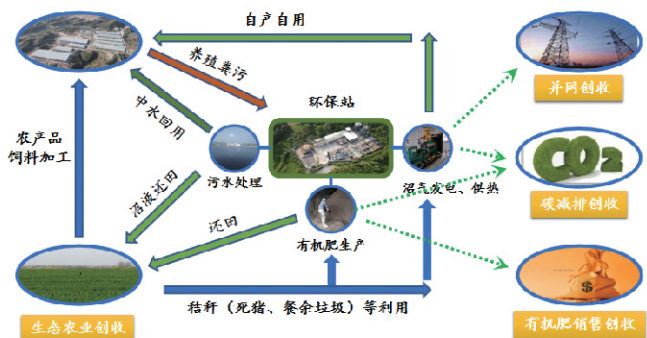 自产自用
养殖粪污
中水回用
环保站
并网创收
农产品
饲料加工
污水处理
沼气发电、供热
CO2
碳减排创收
沼液还田
还田
有机肥生产
$
秸秆（死猪、餐余垃圾）等利用
生态农业创收
有机肥销售创收